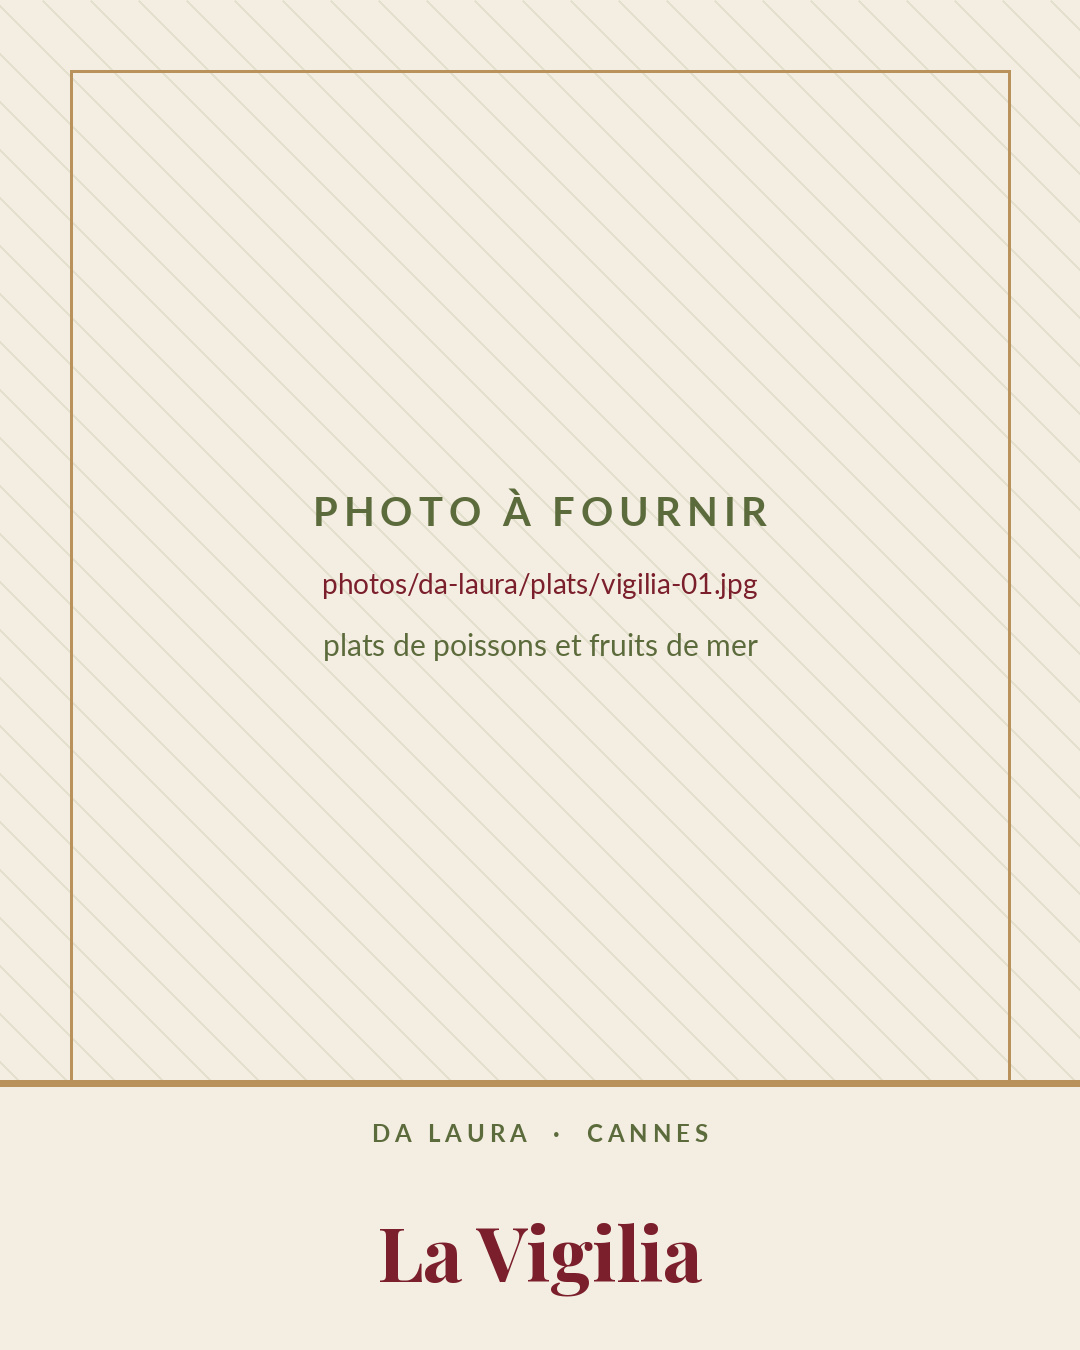 PHOTO À FOURNIR
photos/da-laura/plats/vigilia-01.jpg
plats de poissons et fruits de mer
DA LAURA · CANNES
La Vigilia